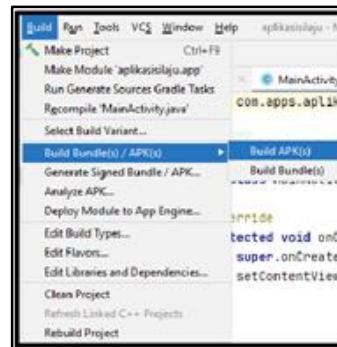 Build Run Tools VCS Window Help aplikasisilaju -
Make Project Ctrl+F9
Make Module 'aplikasisilaju.app'
Run Generate Sources Gradle Tasks
Recompile 'MainActivity.java'
Select Build Variant...
Build Bundle(s) / APK(s)
Generate Signed Bundle / APK...
Analyze APK...
Deploy Module to App Engine...
Edit Build Types...
Edit Flavors...
Edit Libraries and Dependencies...
Clean Project
Refresh Linked C++ Projects
Rebuild Project
MainActivity
com.apps.aplik
Build APK(s)
Build Bundle(s)
erride
tected void onC
super.onCreate
setContentView